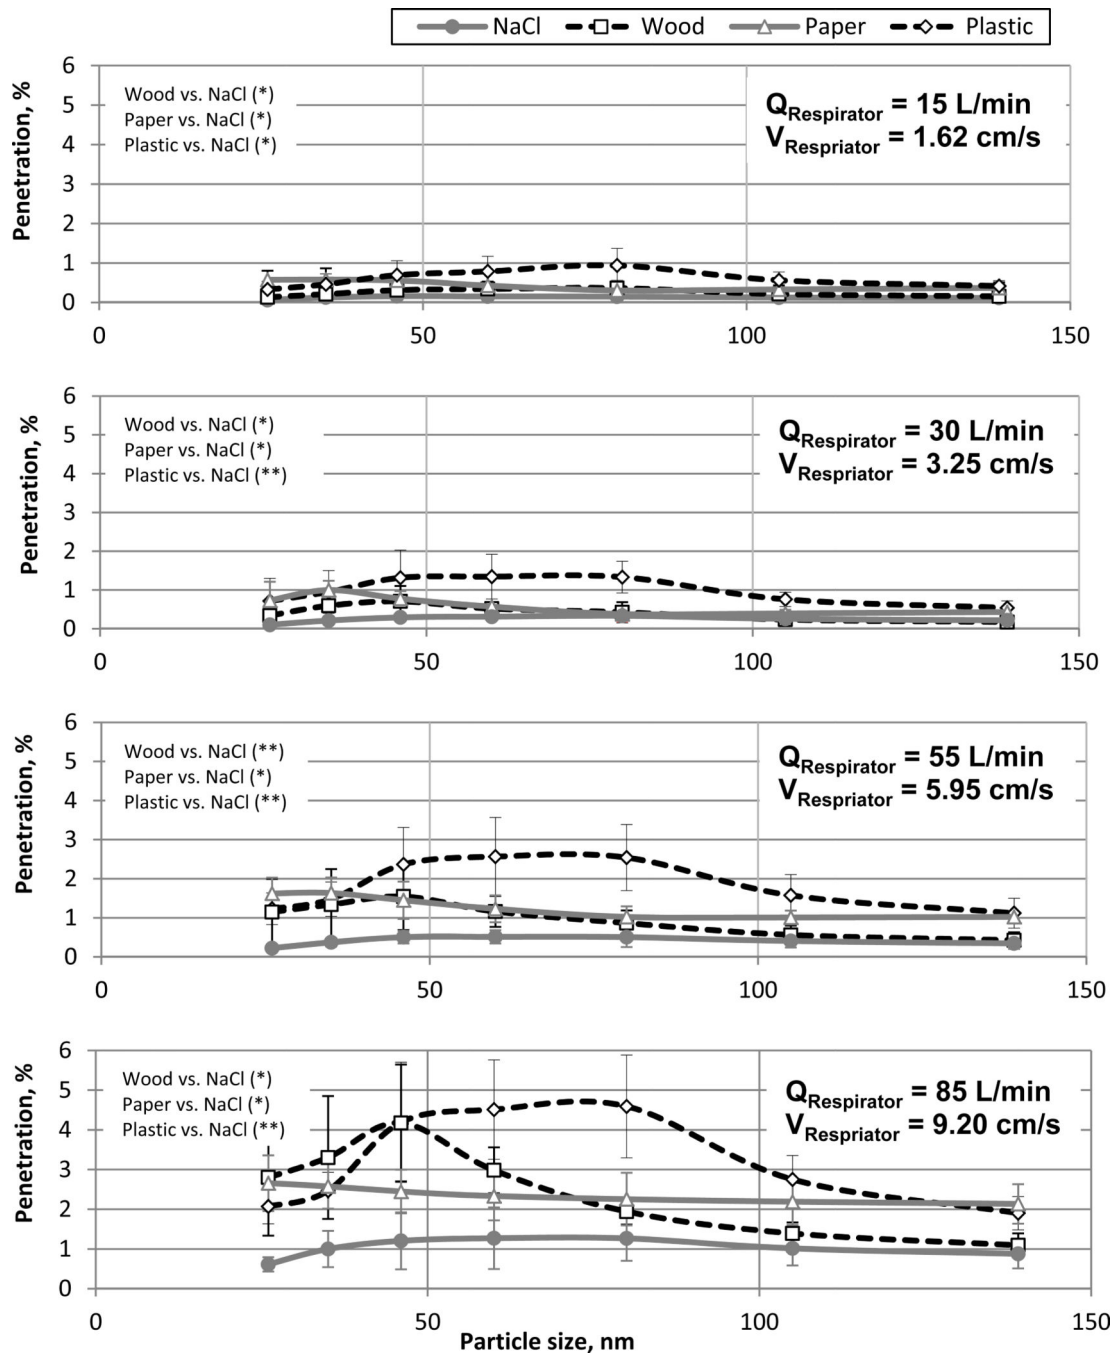 NaCl Wood Paper Plastic
6
5
4
3
2
1
0
Penetration, %
Wood vs. NaCl (*)
Paper vs. NaCl (*)
Plastic vs. NaCl (*)
QRespirator = 15 L/min
VRespriator = 1.62 cm/s
0 50 100 150
6
5
4
3
2
1
0
Penetration, %
Wood vs. NaCl (*)
Paper vs. NaCl (*)
Plastic vs. NaCl (**)
QRespirator = 30 L/min
VRespriator = 3.25 cm/s
0 50 100 150
6
5
4
3
2
1
0
Penetration, %
Wood vs. NaCl (**)
Paper vs. NaCl (*)
Plastic vs. NaCl (**)
QRespirator = 55 L/min
VRespriator = 5.95 cm/s
0 50 100 150
6
5
4
3
2
1
0
Penetration, %
Wood vs. NaCl (*)
Paper vs. NaCl (*)
Plastic vs. NaCl (**)
QRespirator = 85 L/min
VRespriator = 9.20 cm/s
0 50 100 150
Particle size, nm